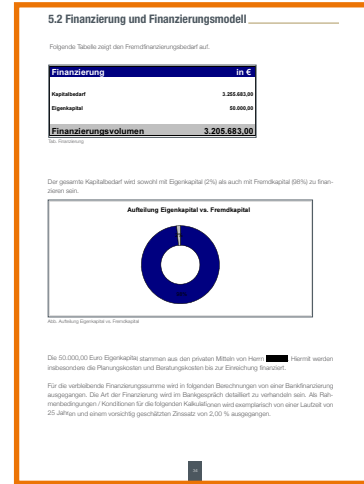 5.2 Finanzierung und Finanzierungsmodell
Folgende Tabelle zeigt den Fremdfinanzierungsbedarf auf.
Finanzierung in €
Kapitalbedarf 3.255.683,00
Eigenkapital 50.000,00
Finanzierungsvolumen 3.205.683,00
Tab. Finanzierung
Der gesamte Kapitalbedarf wird sowohl mit Eigenkapital (2%) als auch mit Fremdkapital (98%) zu finan-
zieren sein.
Aufteilung Eigenkapital vs. Fremdkapital
Abb. Aufteilung Eigenkapital vs. Fremdkapital
Die 50.000,00 Euro Eigenkapital stammen aus den privaten Mitteln von Herrn Hiermit werden
insbesondere die Planungskosten und Beratungskosten bis zur Einreichung finanziert.
Für die verbleibende Finanzierungssumme wird in folgenden Berechnungen von einer Bankfinanzierung
ausgegangen. Die Art der Finanzierung wird im Bankgespräch detailliert zu verhandeln sein. Als Rah-
menbedingungen / Konditionen für die folgenden Kalkulationen wird exemplarisch von einer Laufzeit von
25 Jahren und einem vorsichtig geschätzten Zinssatz von 2,00 % ausgegangen.